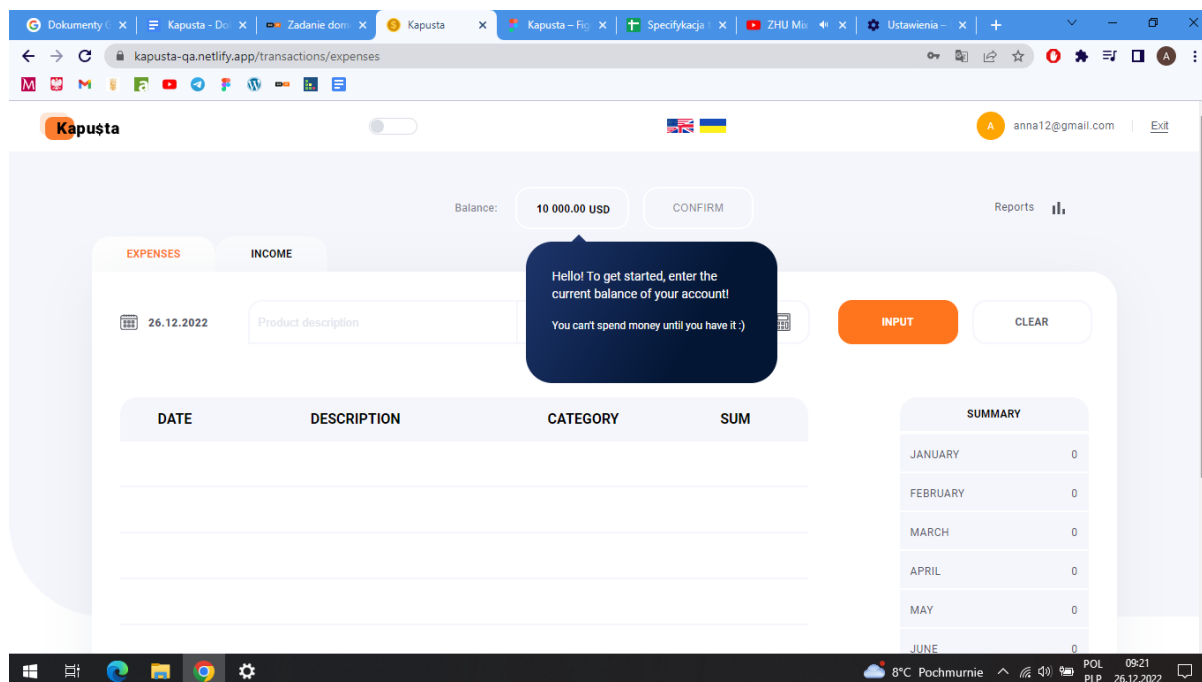 Dokumenty G
Kapusta - Do
Zadanie dom
Kapusta
Kapusta – Fig
Specyfikacja
ZHU Mix
Ustawienia –
kapusta-qa.netlify.app/transactions/expenses
A
Kapu$ta
A
anna12@gmail.com
Exit
Balance:
10 000.00 USD
CONFIRM
Reports
EXPENSES
INCOME
Hello! To get started, enter the
current balance of your account!
You can't spend money until you have it :)
26.12.2022
Product description
INPUT
CLEAR
DATE
DESCRIPTION
CATEGORY
SUM
SUMMARY
JANUARY 0
FEBRUARY 0
MARCH 0
APRIL 0
MAY 0
JUNE 0
8°C Pochmurnie
POL
PLP
09:21
26.12.2022